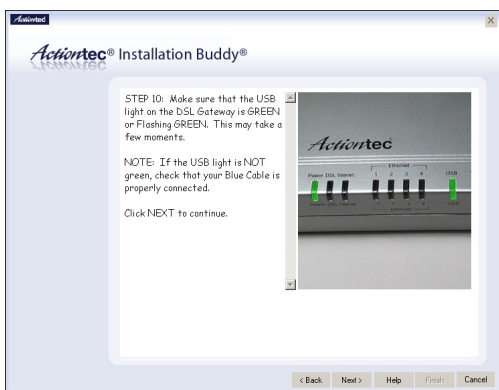 Actiontec
Actiontec® Installation Buddy®
STEP 10: Make sure that the USB
light on the DSL Gateway is GREEN
or Flashing GREEN. This may take a
few moments.
NOTE: If the USB light is NOT
green, check that your Blue Cable is
properly connected.
Click NEXT to continue.
Actiontec
Ethernet
Power DSL Internet 1 2 3 4 USB
< Back Next > Help Finish Cancel